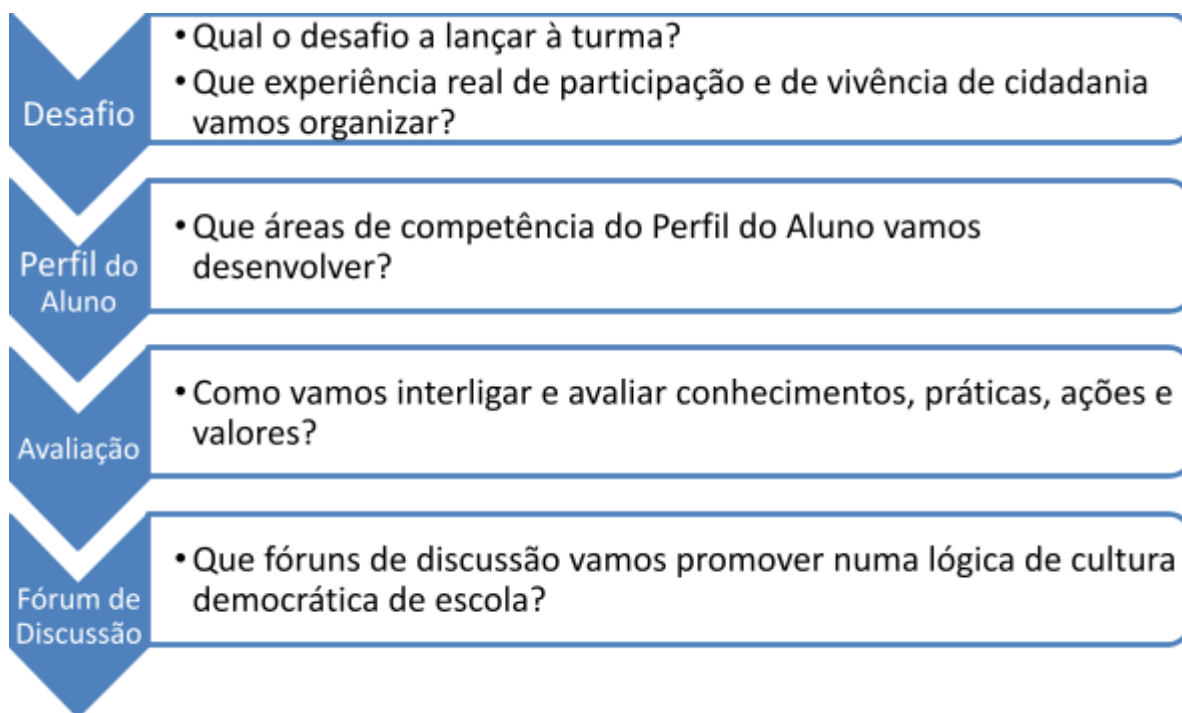 Desafio
• Qual o desafio a lançar à turma?
• Que experiência real de participação e de vivência de cidadania
vamos organizar?
Perfil do
Aluno
• Que áreas de competência do Perfil do Aluno vamos
desenvolver?
Avaliação
• Como vamos interligar e avaliar conhecimentos, práticas, ações e
valores?
Fórum de
Discussão
• Que fóruns de discussão vamos promover numa lógica de cultura
democrática de escola?